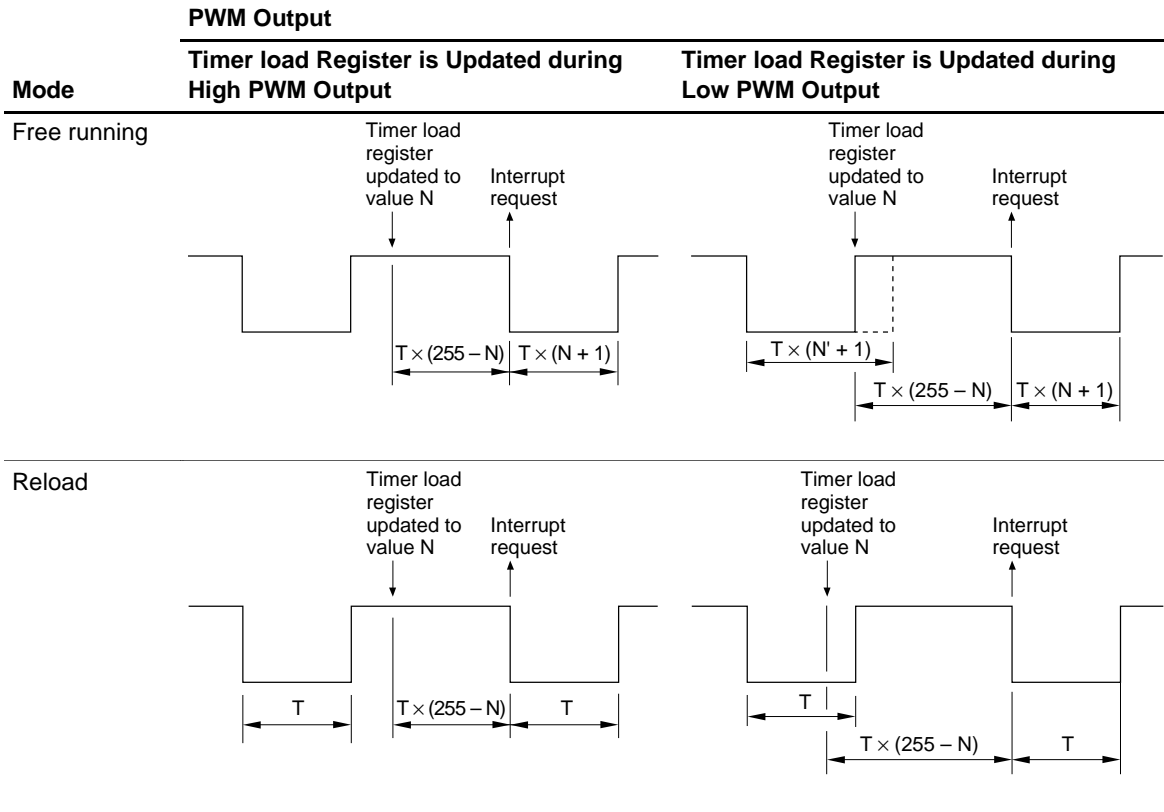 PWM Output
Timer load Register is Updated during
High PWM Output
Timer load Register is Updated during
Low PWM Output
Mode
Free running
Timer load
register
updated to
value N
Interrupt
request
T × (255 – N)
T × (N + 1)
Timer load
register
updated to
value N
Interrupt
request
T × (N' + 1)
T × (255 – N)
T × (N + 1)
Reload
Timer load
register
updated to
value N
Interrupt
request
T
T × (255 – N)
T
Timer load
register
updated to
value N
Interrupt
request
T
T × (255 – N)
T